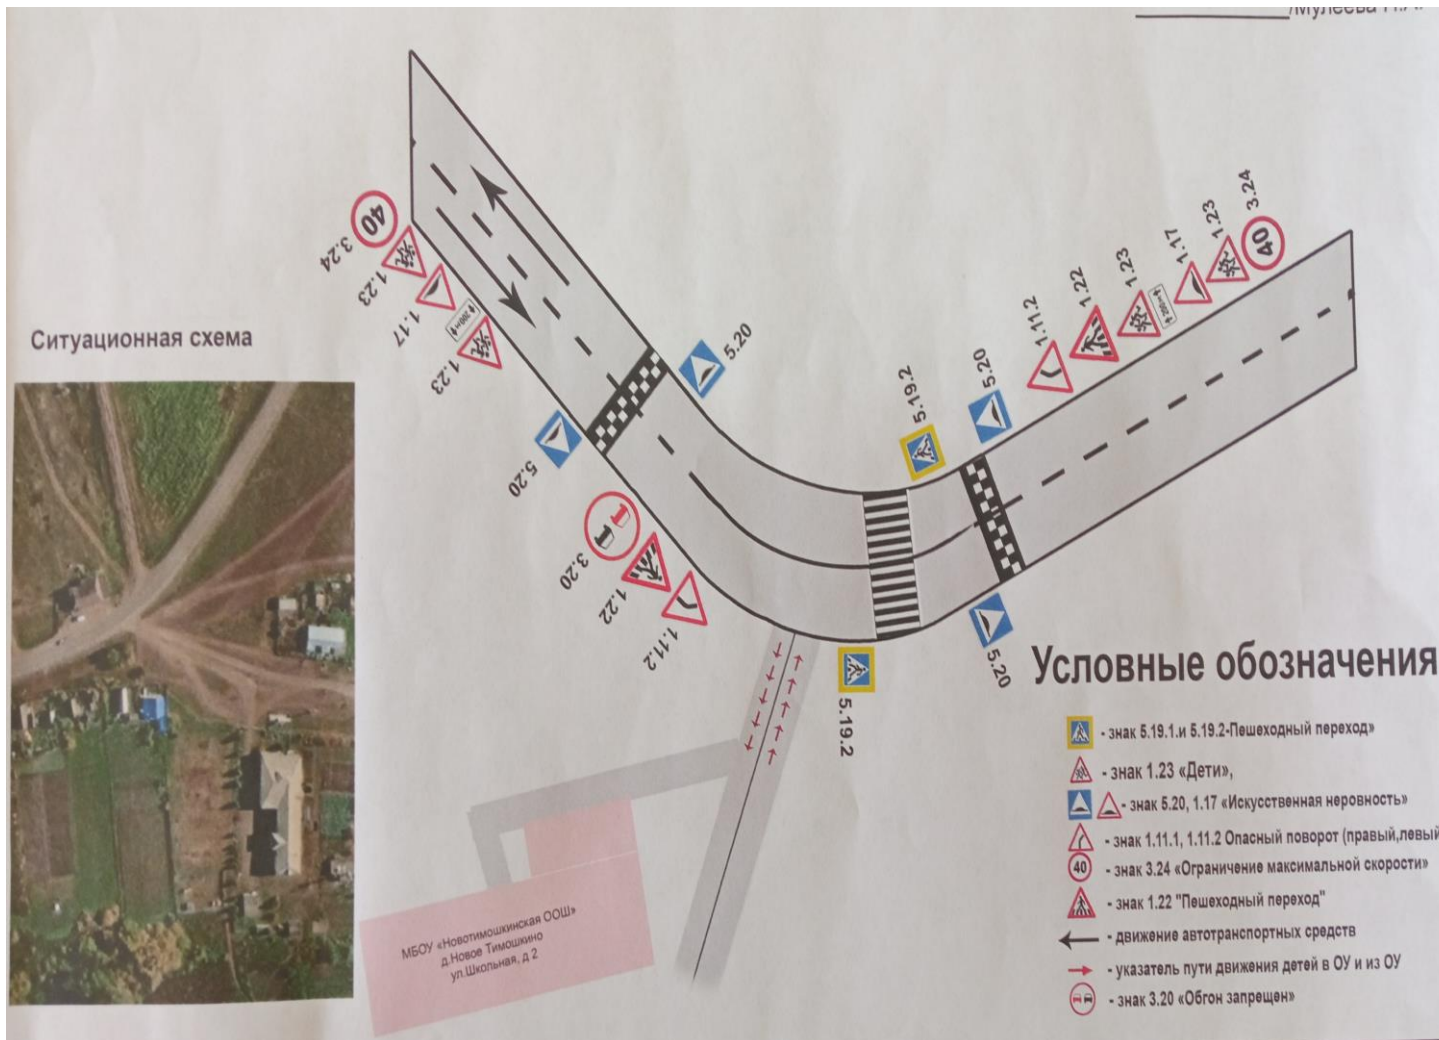 /Мулеева Н.А.
Ситуационная схема
40
3.24
1.23
1.17
200м
1.23
5.20
5.20
3.20
1.22
1.11.2
5.19.2
5.19.2
5.20
5.20
1.11.2
1.22
1.23
200м
1.17
1.23
3.24
40
МБОУ «Новотимошкинская ООШ»
д.Новое Тимошкино
ул.Школьная, д 2
Условные обозначения
- знак 5.19.1.и 5.19.2-Пешеходный переход»
- знак 1.23 «Дети»,
- знак 5.20, 1.17 «Искусственная неровность»
- знак 1.11.1, 1.11.2 Опасный поворот (правый,левый
40 - знак 3.24 «Ограничение максимальной скорости»
- знак 1.22 "Пешеходный переход"
- движение автотранспортных средств
- указатель пути движения детей в ОУ и из ОУ
- знак 3.20 «Обгон запрещен»